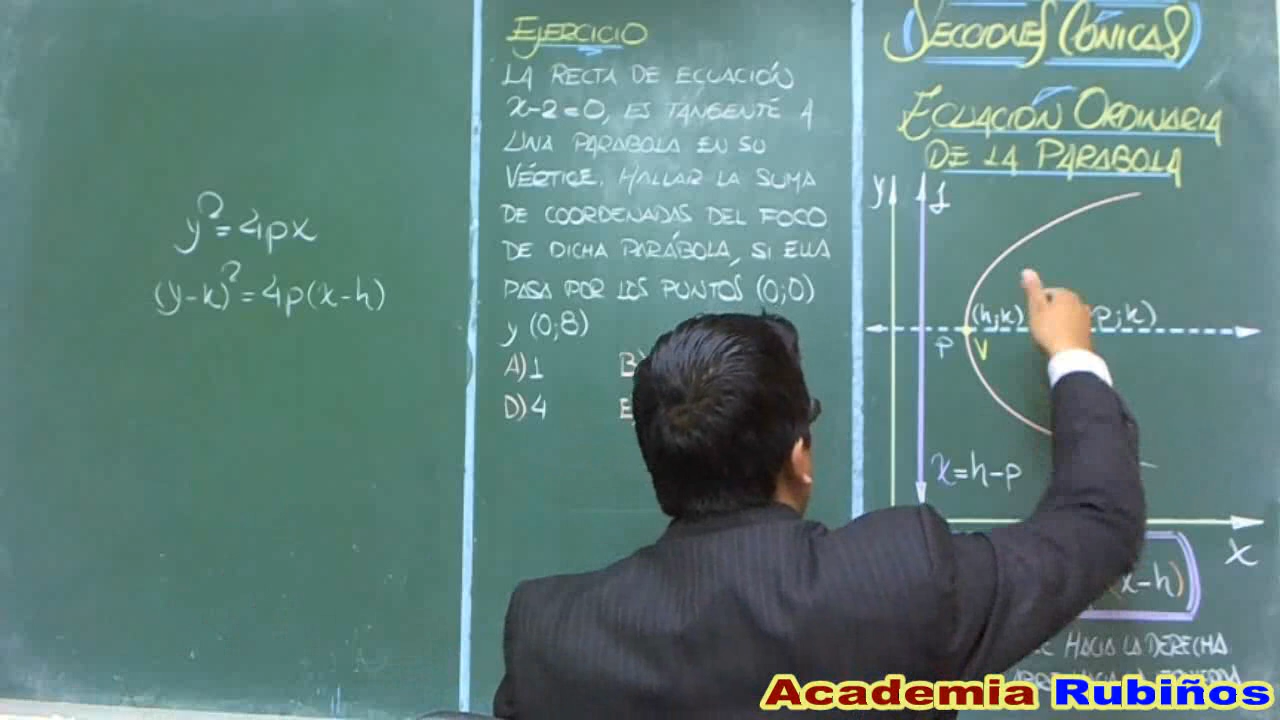 y²=4px
(y-k)²=4p(x-h)
EJERCICIO
LA RECTA DE ECUACIÓN
x-2=0, ES TANGENTE A
UNA PARABOLA EN SU
VÉRTICE. HALLAR LA SUMA
DE COORDENADAS DEL FOCO
DE DICHA PARÁBOLA, SI ELLA
PASA POR LOS PUNTOS (0;0)
y (0;8)
A) 1
D) 4
SECCIONES CÓNICAS
ECUACIÓN ORDINARIA
DE LA PARABOLA
y
(h;k)
p;k)
P V
x=h-p
x
(x-h)
HACIA LA DERECHA
Academia Rubiños